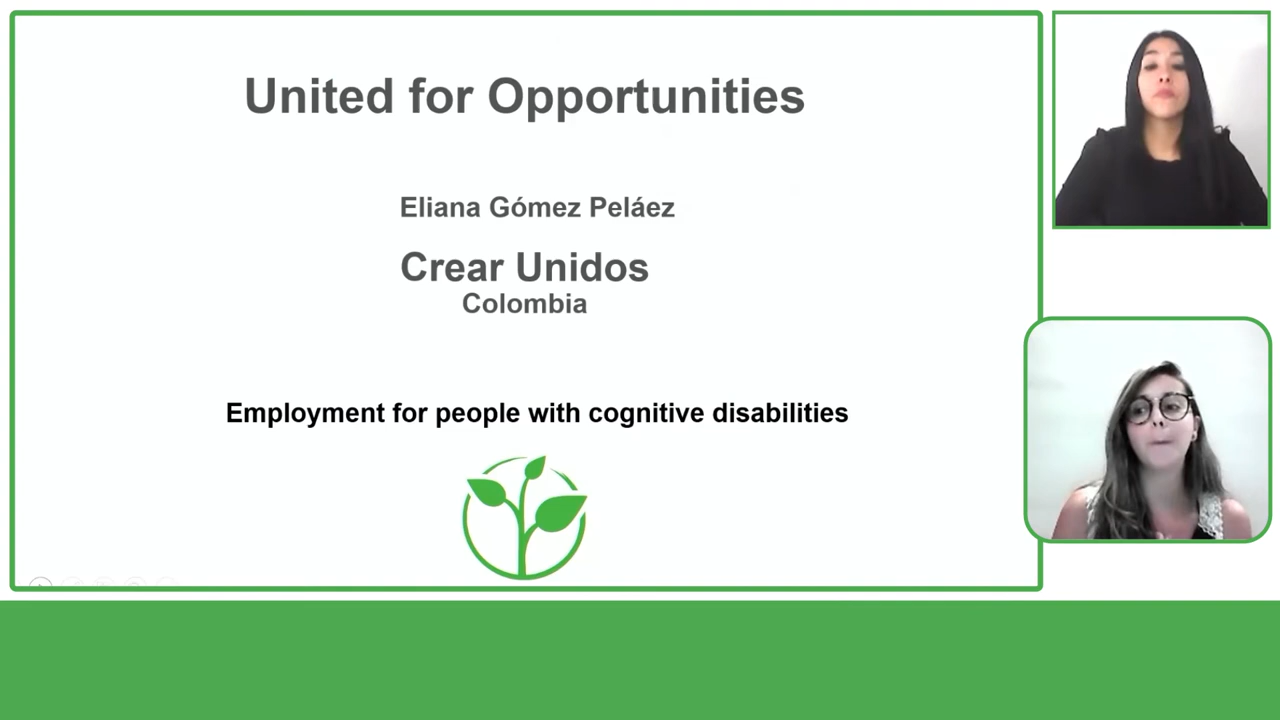 United for Opportunities
Eliana Gómez Peláez
Crear Unidos
Colombia
Employment for people with cognitive disabilities